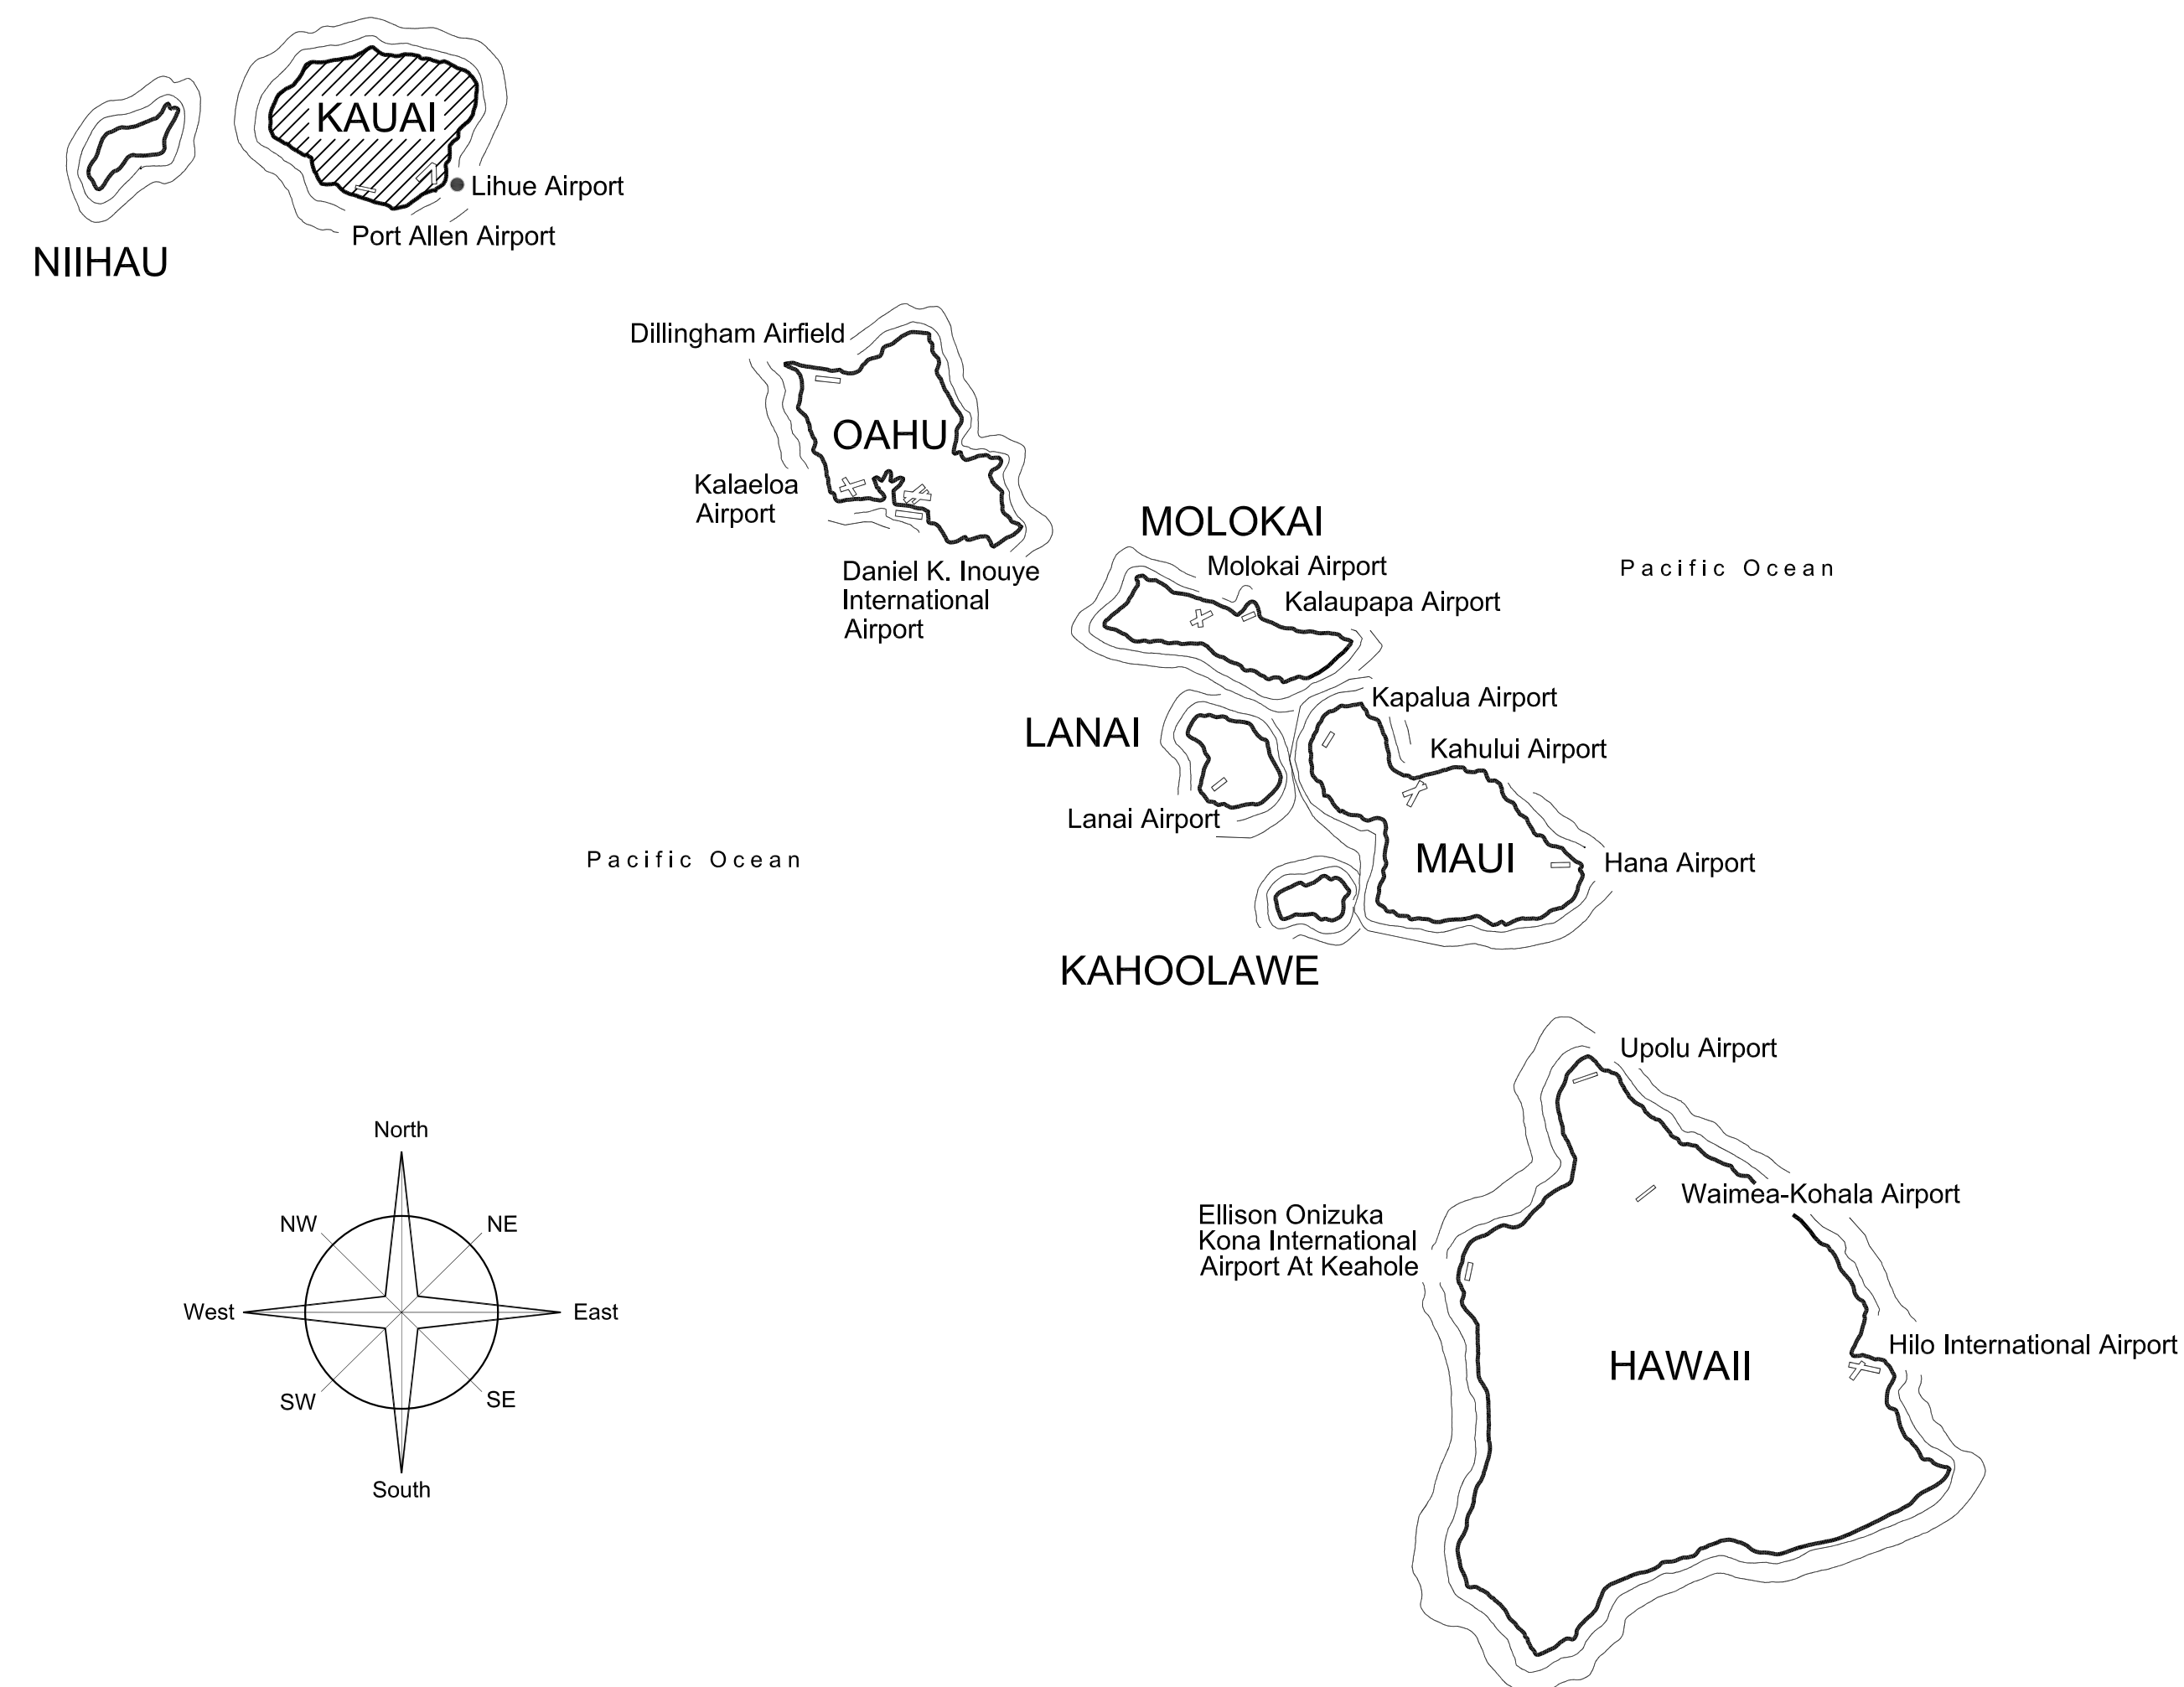 KAUAI
Lihue Airport
Port Allen Airport
NIIHAU
Dillingham Airfield
OAHU
Kalaeloa
Airport
Daniel K. Inouye
International
Airport
MOLOKAI
Molokai Airport
Kalaupapa Airport
Pacific Ocean
Kapalua Airport
LANAI
Kahului Airport
Lanai Airport
Pacific Ocean
MAUI
Hana Airport
KAHOOLAWE
Upolu Airport
North
NW
NE
West
East
SW
SE
South
Waimea-Kohala Airport
Ellison Onizuka
Kona International
Airport At Keahole
Hilo International Airport
HAWAII